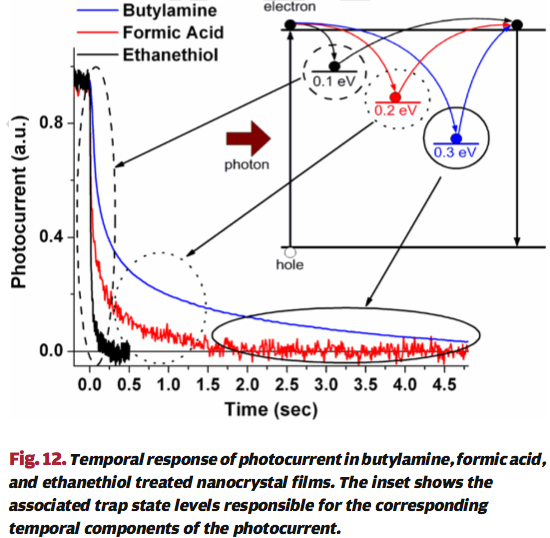 Butylamine
Formic Acid
Ethanethiol
electron
0.1 eV
0.2 eV
0.3 eV
photon
hole
Photocurrent (a.u.)
0.8
0.4
0.0
0.0 0.5 1.0 1.5 2.0 2.5 3.0 3.5 4.0 4.5
Time (sec)
Fig. 12. Temporal response of photocurrent in butylamine, formic acid,
and ethanethiol treated nanocrystal films. The inset shows the
associated trap state levels responsible for the corresponding
temporal components of the photocurrent.